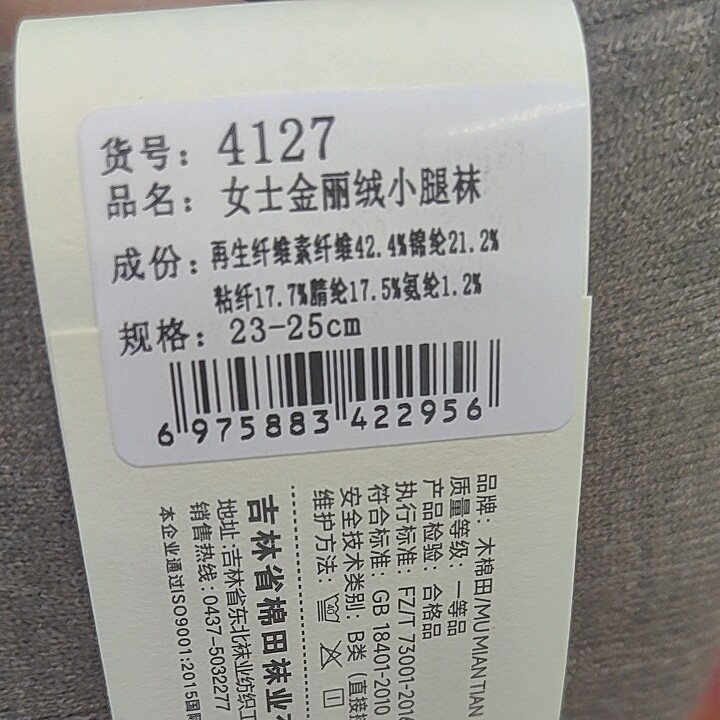 货号：4127
品名：女士金丽绒小腿袜
成份：再生纤维素纤维42.4%锦纶21.2%
粘纤17.7%腈纶17.5%氨纶1.2%
规格：23-25cm
6975883422956
品牌：木棉田/MU MIANTIAN
质量等级：一等品
产品检验：合格品
执行标准：FZ/T 73001-2016
符合标准：GB 18401-2010
安全技术类别：B类（直接接
维护方法：
吉林省棉田袜业有
地址：吉林省东北袜业纺织工
销售热线：0437-5032277
本企业通过ISO9001:2015国际